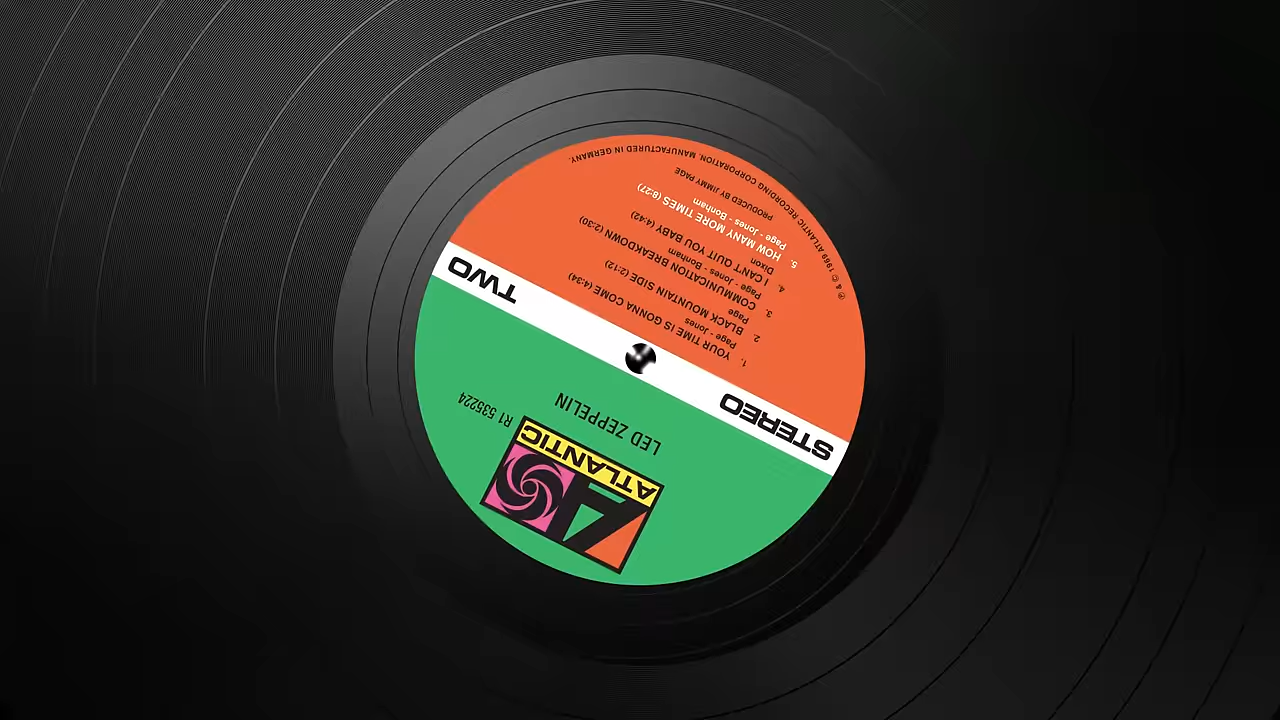 ATLANTIC
R1 535224
LED ZEPPELIN
STEREO
TWO
1. YOUR TIME IS GONNA COME (4:34)
Page - Jones
2. BLACK MOUNTAIN SIDE (2:12)
Page
3. COMMUNICATION BREAKDOWN (2:30)
Page - Jones - Bonham
4. I CAN'T QUIT YOU BABY (4:42)
Dixon
5. HOW MANY MORE TIMES (8:27)
Page - Jones - Bonham
PRODUCED BY JIMMY PAGE
℗ & © 1969 ATLANTIC RECORDING CORPORATION. MANUFACTURED IN GERMANY.